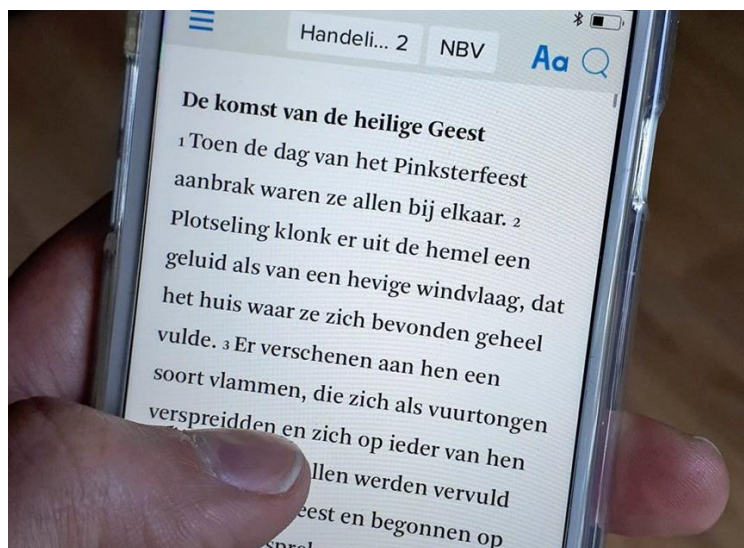 Handeli... 2 NBV Aa
De komst van de heilige Geest
1 Toen de dag van het Pinksterfeest
aanbrak waren ze allen bij elkaar. 2
Plotseling klonk er uit de hemel een
geluid als van een hevige windvlaag, dat
het huis waar ze zich bevonden geheel
vulde. 3 Er verschenen aan hen een
soort vlammen, die zich als vuurtongen
verspreidden en zich op ieder van hen
werden vervuld
en begonnen op